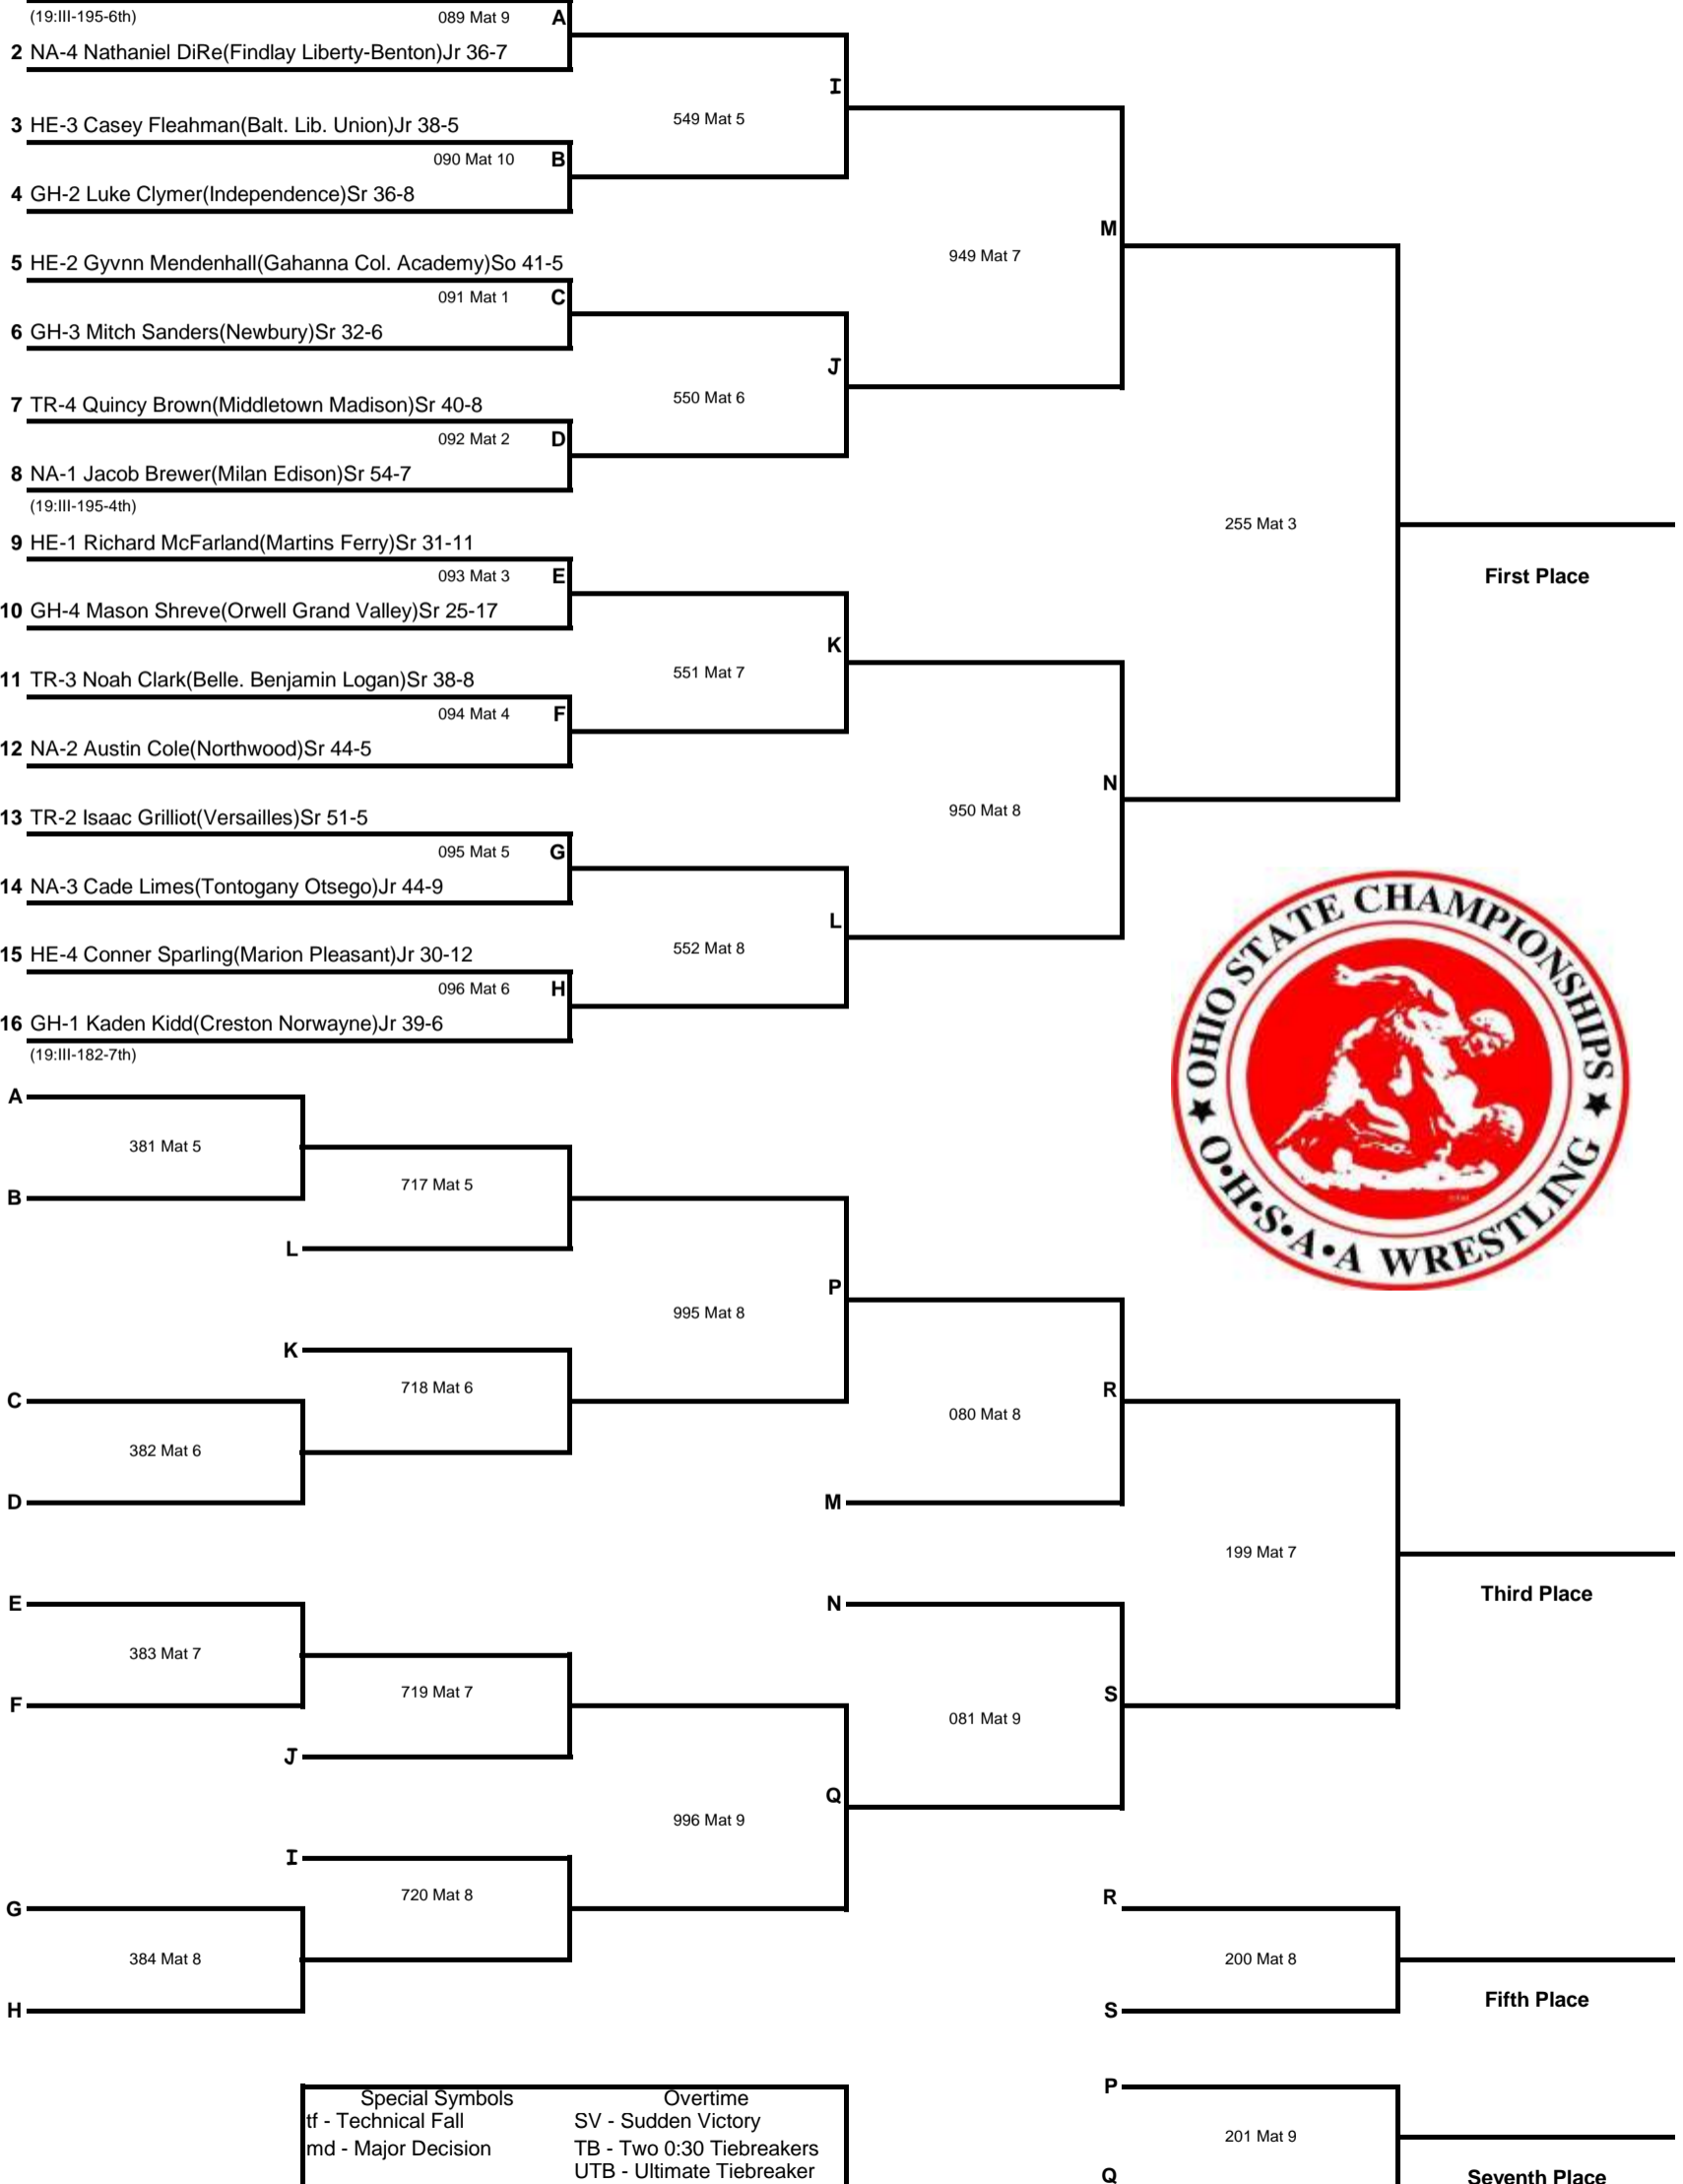 (19:III-195-6th)
089 Mat 9
A
2 NA-4 Nathaniel DiRe(Findlay Liberty-Benton)Jr 36-7
I
549 Mat 5
3 HE-3 Casey Fleahman(Balt. Lib. Union)Jr 38-5
090 Mat 10
B
4 GH-2 Luke Clymer(Independence)Sr 36-8
M
949 Mat 7
5 HE-2 Gyvnn Mendenhall(Gahanna Col. Academy)So 41-5
091 Mat 1
C
6 GH-3 Mitch Sanders(Newbury)Sr 32-6
J
550 Mat 6
7 TR-4 Quincy Brown(Middletown Madison)Sr 40-8
092 Mat 2
D
8 NA-1 Jacob Brewer(Milan Edison)Sr 54-7
(19:III-195-4th)
255 Mat 3
First Place
9 HE-1 Richard McFarland(Martins Ferry)Sr 31-11
093 Mat 3
E
10 GH-4 Mason Shreve(Orwell Grand Valley)Sr 25-17
K
551 Mat 7
11 TR-3 Noah Clark(Belle. Benjamin Logan)Sr 38-8
094 Mat 4
F
12 NA-2 Austin Cole(Northwood)Sr 44-5
N
950 Mat 8
13 TR-2 Isaac Grilliot(Versailles)Sr 51-5
095 Mat 5
G
14 NA-3 Cade Limes(Tontogany Otsego)Jr 44-9
L
552 Mat 8
15 HE-4 Conner Sparling(Marion Pleasant)Jr 30-12
096 Mat 6
H
16 GH-1 Kaden Kidd(Creston Norwayne)Jr 39-6
(19:III-182-7th)
★ OHIO STATE CHAMPIONSHIPS ★
O•H•S•A•A WRESTLING
A
381 Mat 5
B
717 Mat 5
L
995 Mat 8
P
K
718 Mat 6
C
382 Mat 6
D
080 Mat 8
R
M
199 Mat 7
Third Place
E
383 Mat 7
F
719 Mat 7
J
N
081 Mat 9
S
996 Mat 9
Q
I
720 Mat 8
G
384 Mat 8
H
R
200 Mat 8
S
Fifth Place
Special Symbols
tf - Technical Fall
md - Major Decision
Overtime
SV - Sudden Victory
TB - Two 0:30 Tiebreakers
UTB - Ultimate Tiebreaker
P
201 Mat 9
Q
Seventh Place